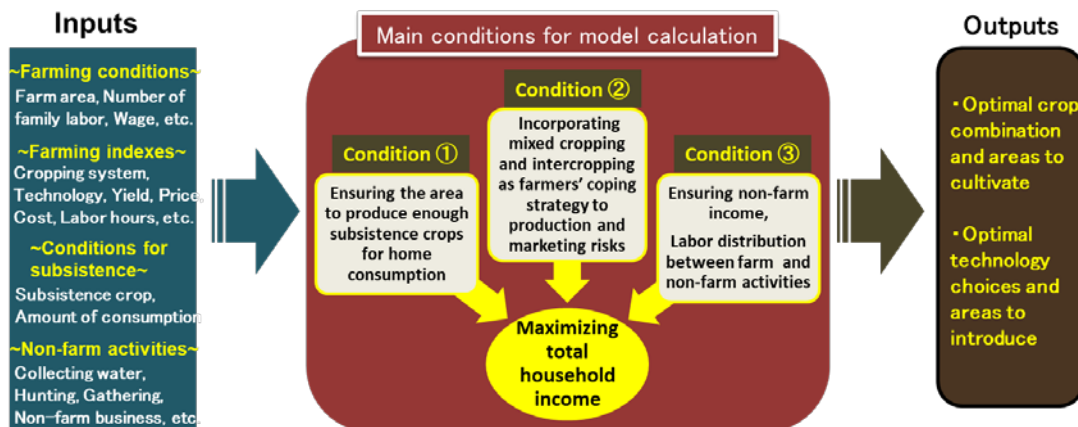 Inputs
~Farming conditions~
Farm area, Number of
family labor, Wage, etc.
~Farming indexes~
Cropping system,
Technology, Yield, Price,
Cost, Labor hours, etc.
~Conditions for
subsistence~
Subsistence crop,
Amount of consumption
~Non-farm activities~
Collecting water,
Hunting, Gathering,
Non-farm business, etc.
Main conditions for model calculation
Condition ①
Ensuring the area
to produce enough
subsistence crops
for home
consumption
Condition ②
Incorporating
mixed cropping
and intercropping
as farmers' coping
strategy to
production and
marketing risks
Condition ③
Ensuring non-farm
income,
Labor distribution
between farm and
non-farm activities
Maximizing
total
household
income
Outputs
・Optimal crop
combination
and areas to
cultivate
・Optimal
technology
choices and
areas to
introduce